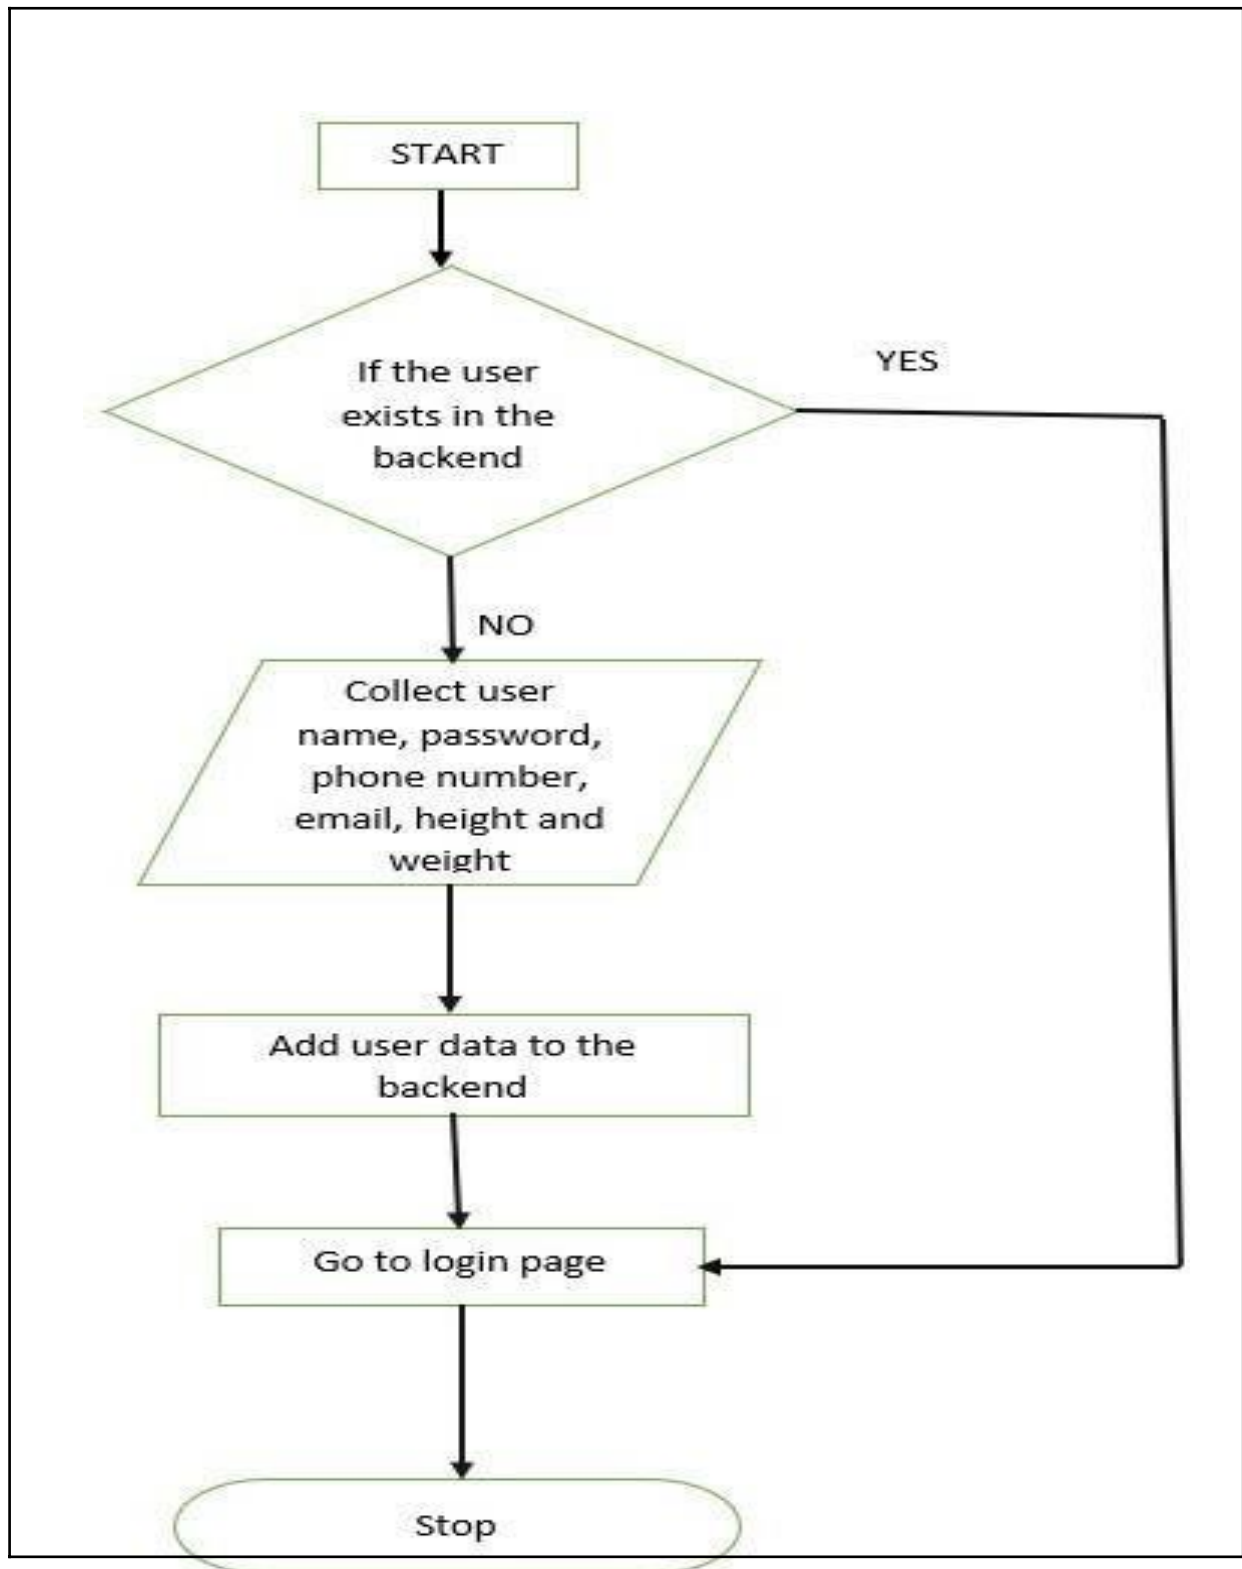 START
If the user
exists in the
backend
YES
NO
Collect user
name, password,
phone number,
email, height and
weight
Add user data to the
backend
Go to login page
Stop